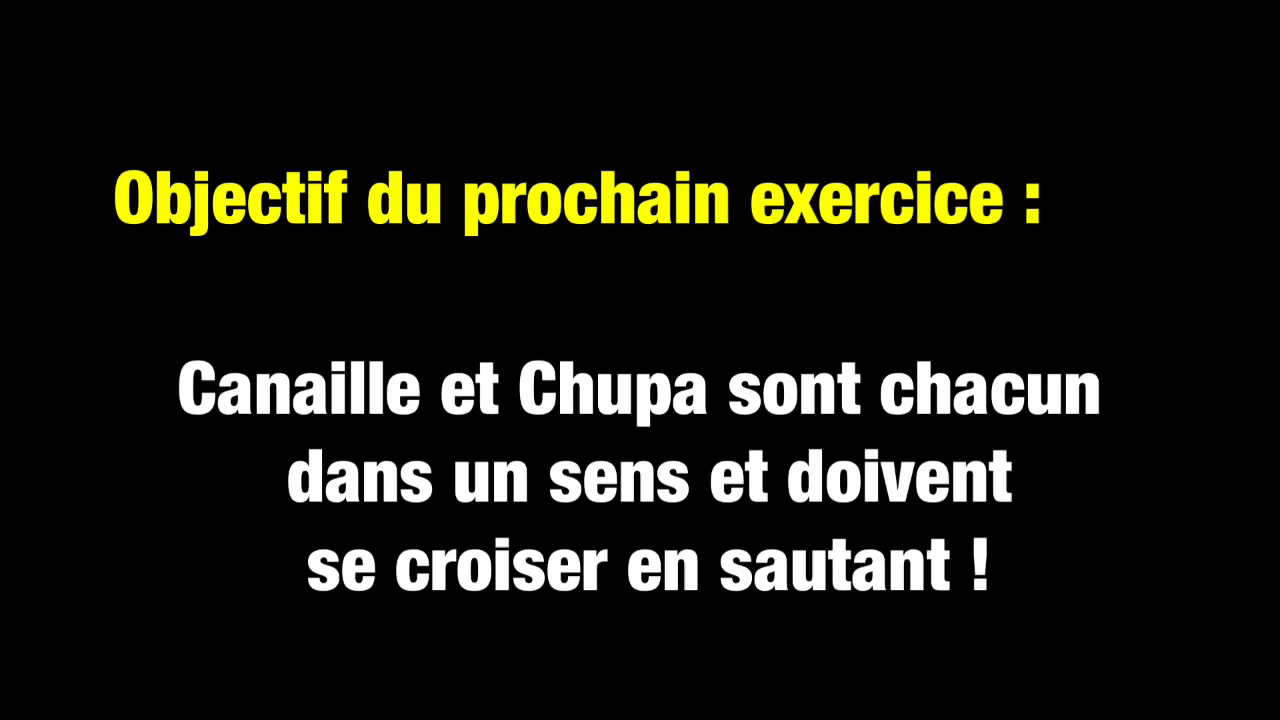 Objectif du prochain exercice :
Canaille et Chupa sont chacun
dans un sens et doivent
se croiser en sautant !